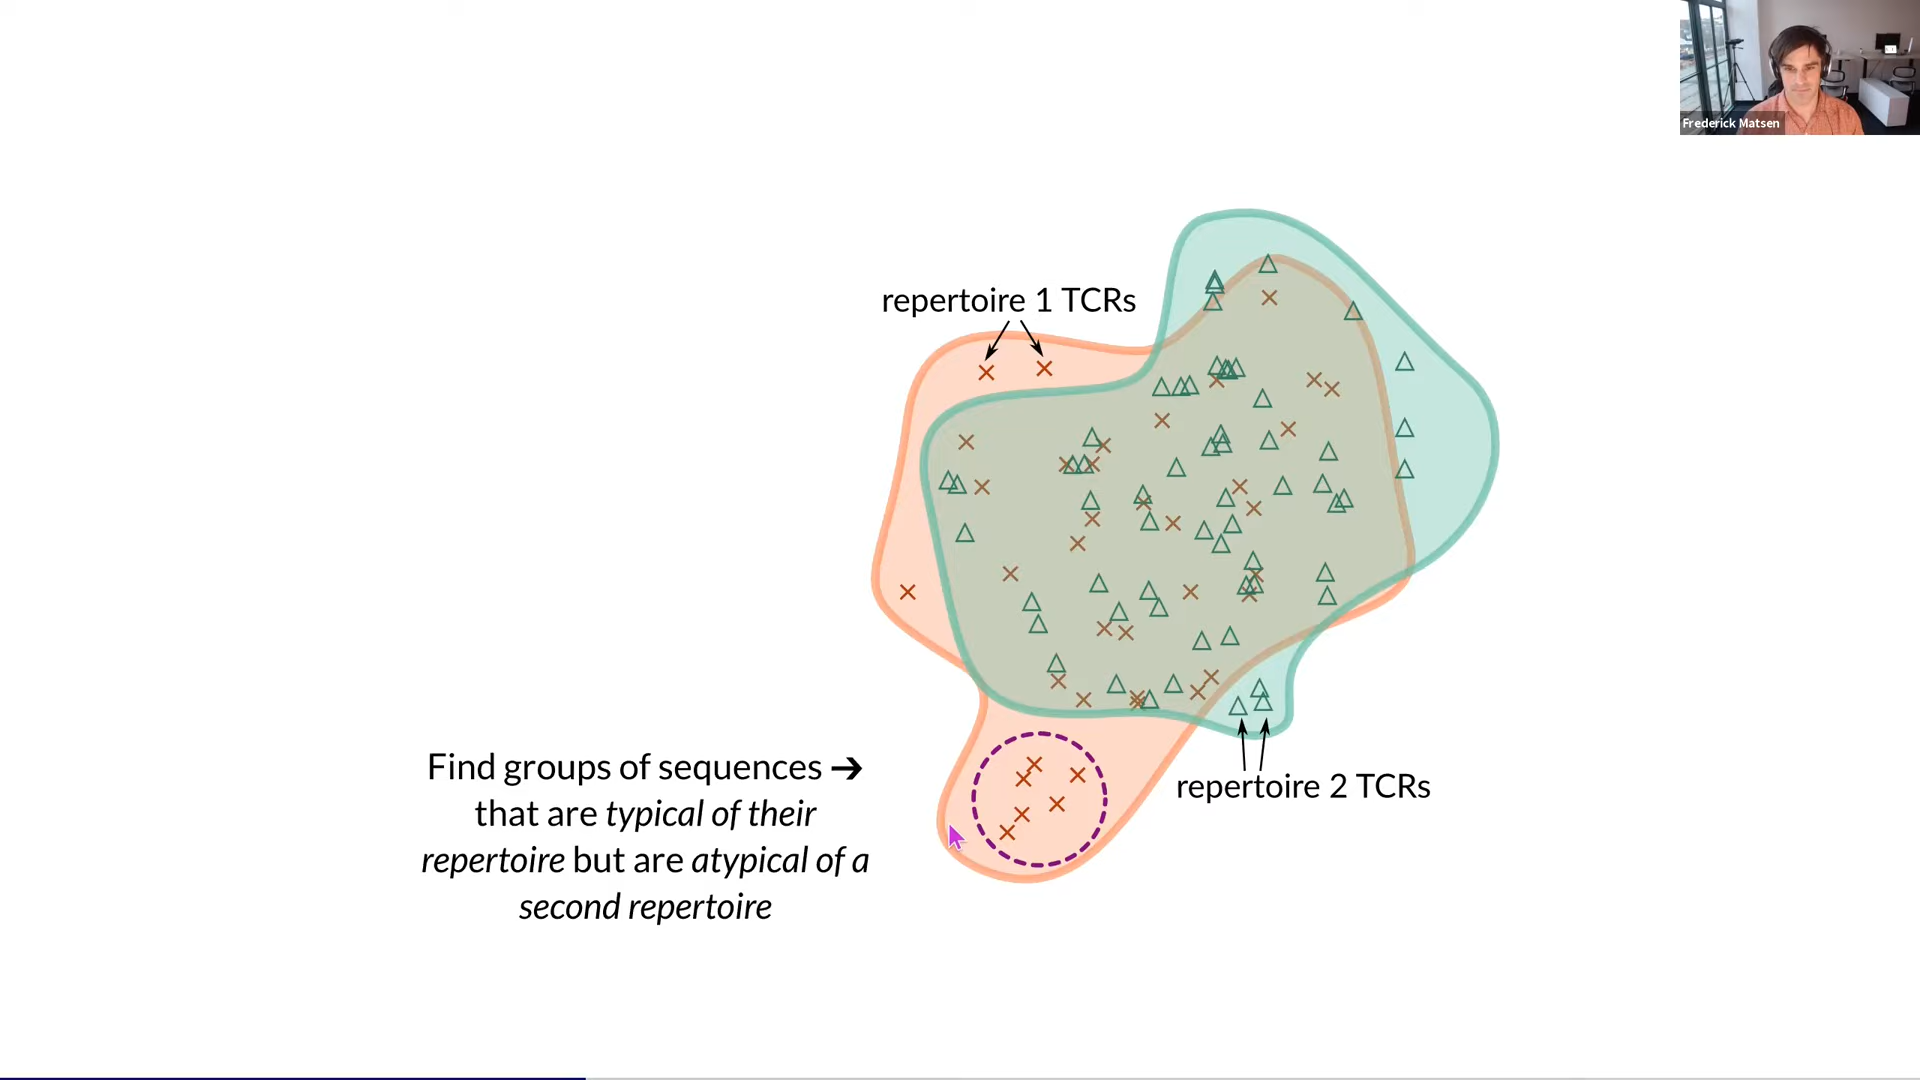 Frederick Matsen
repertoire 1 TCRs
Find groups of sequences ➔
that are typical of their
repertoire but are atypical of a
second repertoire
repertoire 2 TCRs